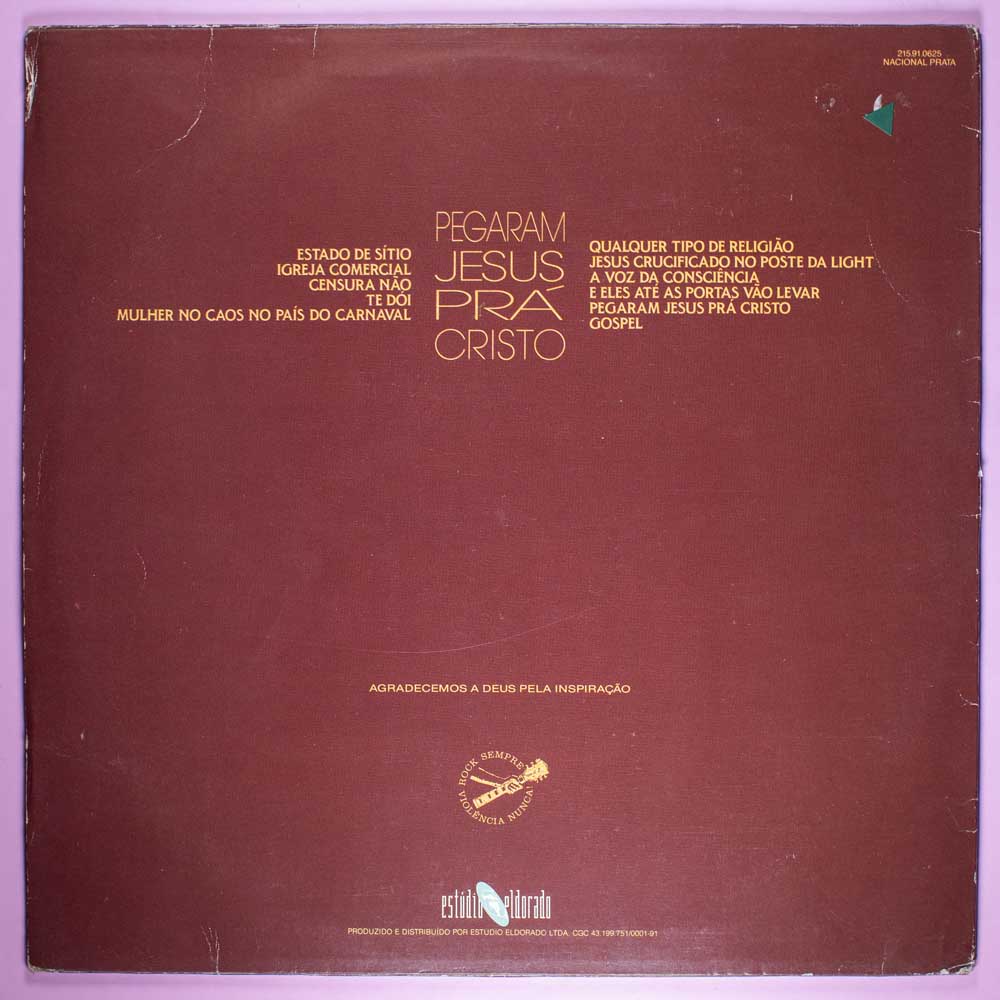 215.91.0625
NACIONAL PRATA
ESTADO DE SÍTIO
IGREJA COMERCIAL
CENSURA NÃO
TE DÓI
MULHER NO CAOS NO PAÍS DO CARNAVAL
PEGARAM
JESUS
PRÁ
CRISTO
QUALQUER TIPO DE RELIGIÃO
JESUS CRUCIFICADO NO POSTE DA LIGHT
A VOZ DA CONSCIÊNCIA
E ELES ATÉ AS PORTAS VÃO LEVAR
PEGARAM JESUS PRÁ CRISTO
GOSPEL
AGRADECEMOS A DEUS PELA INSPIRAÇÃO
ROCK SEMPRE
VIOLÊNCIA NUNCA!
estúdio eldorado
PRODUZIDO E DISTRIBUÍDO POR ESTUDIO ELDORADO LTDA. CGC 43.199.751/0001-91